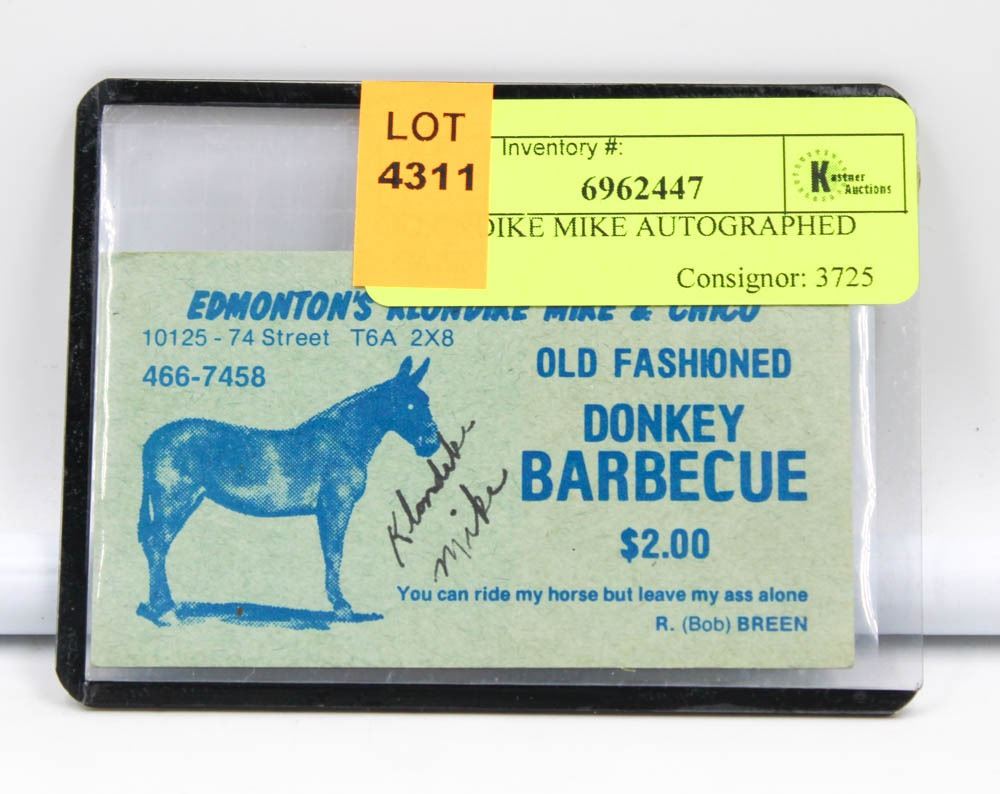 LOT
4311
Inventory #:
6962447
Kastner
Auctions
DIKE MIKE AUTOGRAPHED
Consignor: 3725
EDMONTON'S KLONDIKE MIKE & CHICO
10125 - 74 Street T6A 2X8
466-7458
OLD FASHIONED
DONKEY
BARBECUE
$2.00
Klondike
Mike
You can ride my horse but leave my ass alone
R. (Bob) BREEN